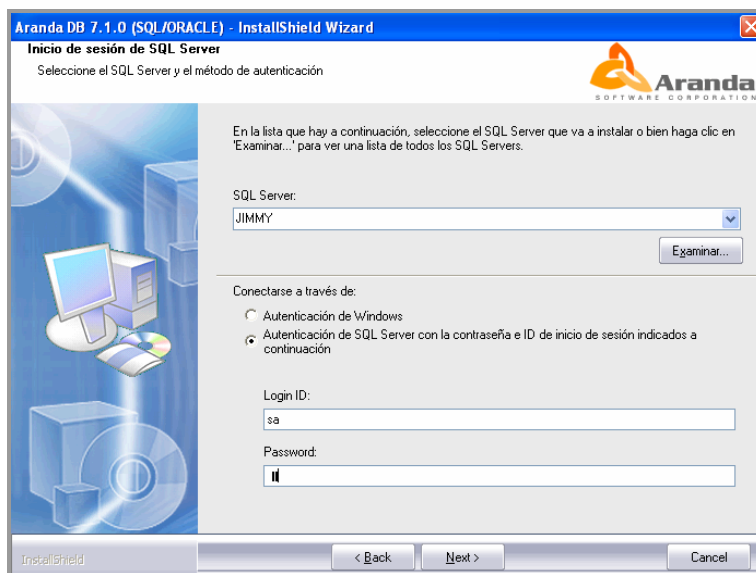 Aranda DB 7.1.0 (SQL/ORACLE) - InstallShield Wizard
Inicio de sesión de SQL Server
Seleccione el SQL Server y el método de autenticación
Aranda
SOFTWARE CORPORATION
En la lista que hay a continuación, seleccione el SQL Server que va a instalar o bien haga clic en
'Examinar...' para ver una lista de todos los SQL Servers.
SQL Server:
JIMMY
Examinar...
Conectarse a través de:
Autenticación de Windows
Autenticación de SQL Server con la contraseña e ID de inicio de sesión indicados a
continuación
Login ID:
sa
Password:
InstallShield
< Back
Next >
Cancel